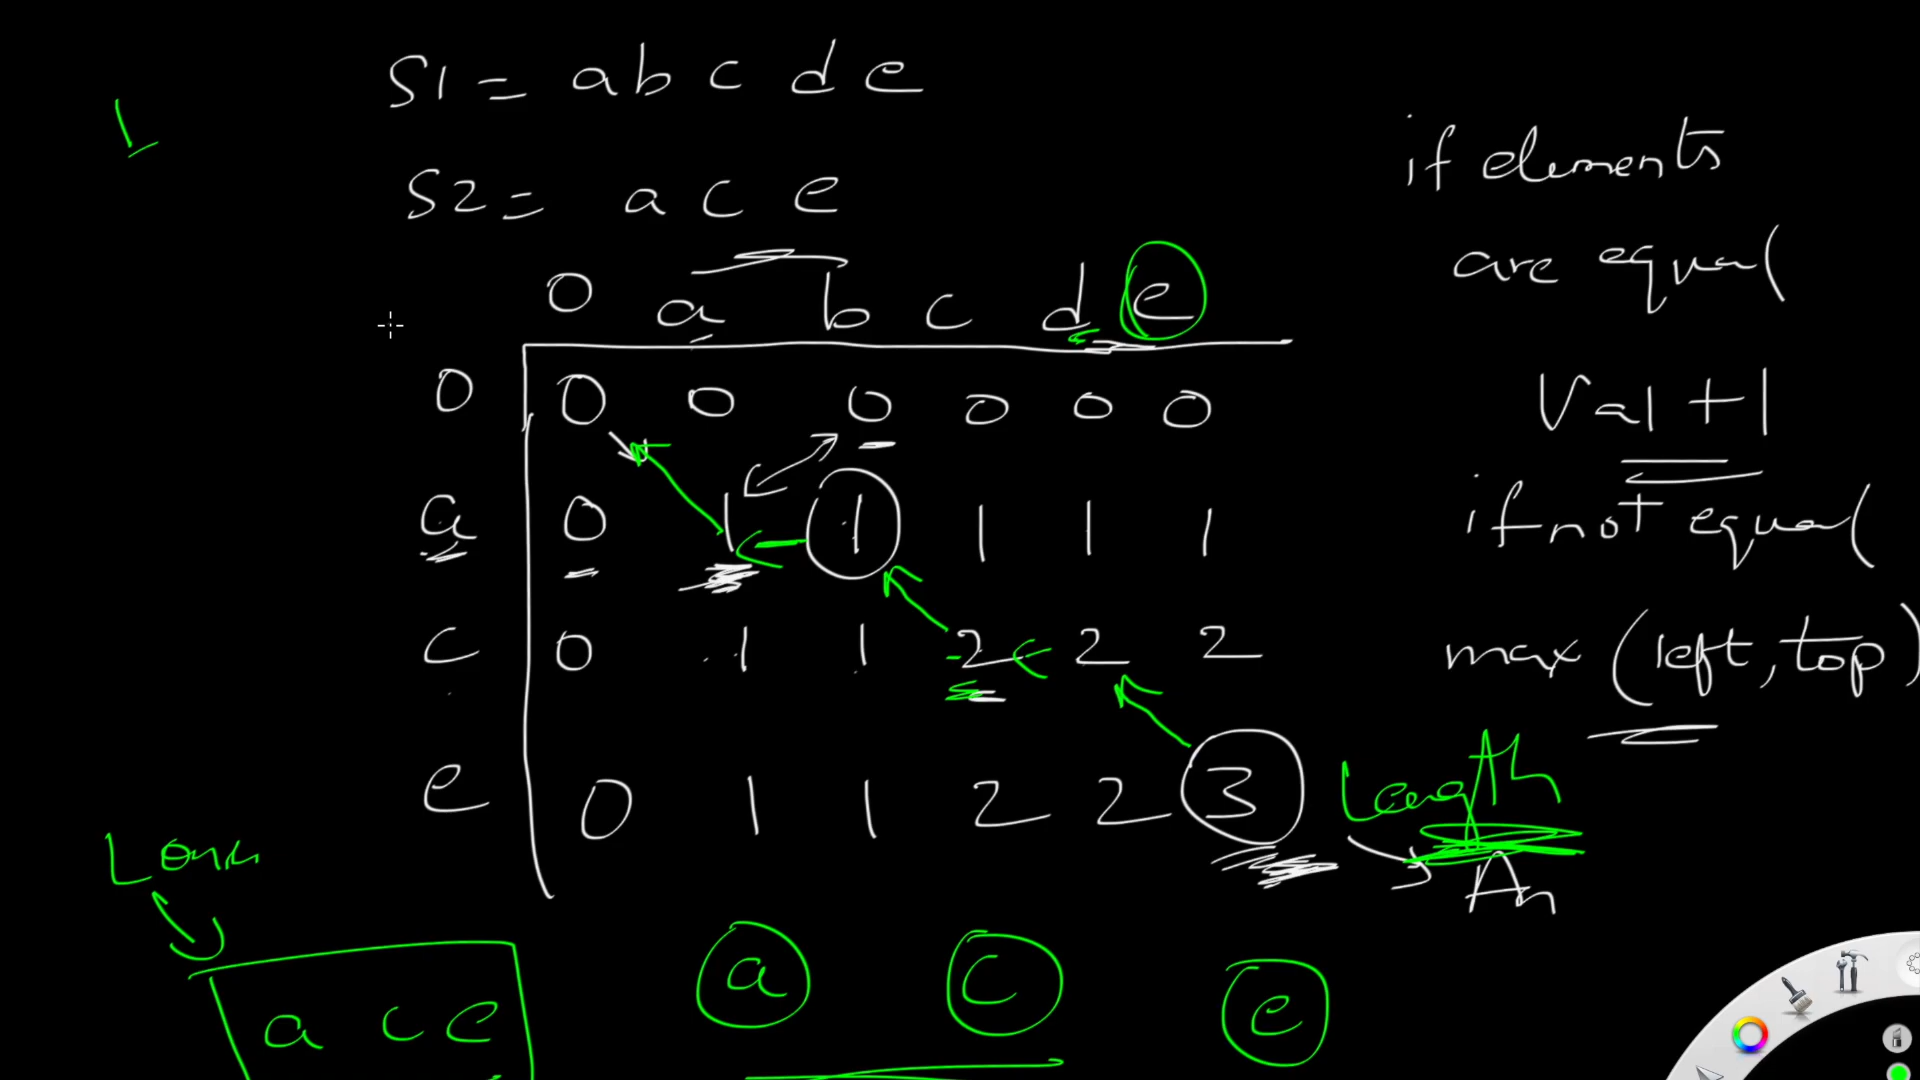 S1 = a b c d e
S2 = a c e
0 a b c d e
0 0 0 0 0 0 0
a 0 1 1 1 1 1
c 0 1 1 2 2 2
e 0 1 1 2 2 3
if elements
are equal
Val + 1
if not equal
max (left, top)
Length
a c e
a c e